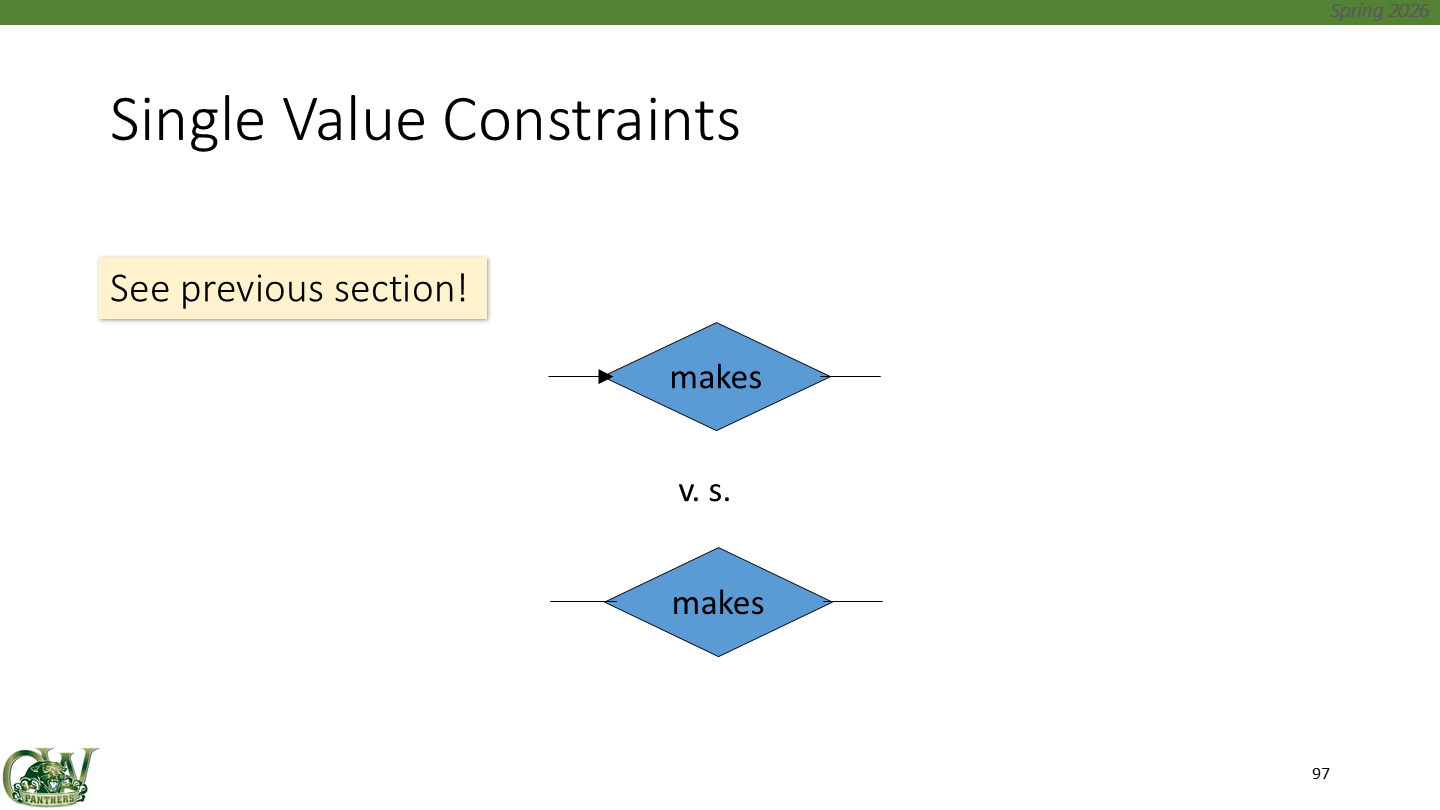 Spring 2026
Single Value Constraints
See previous section!
makes
v. s.
makes
PANTHERS
97